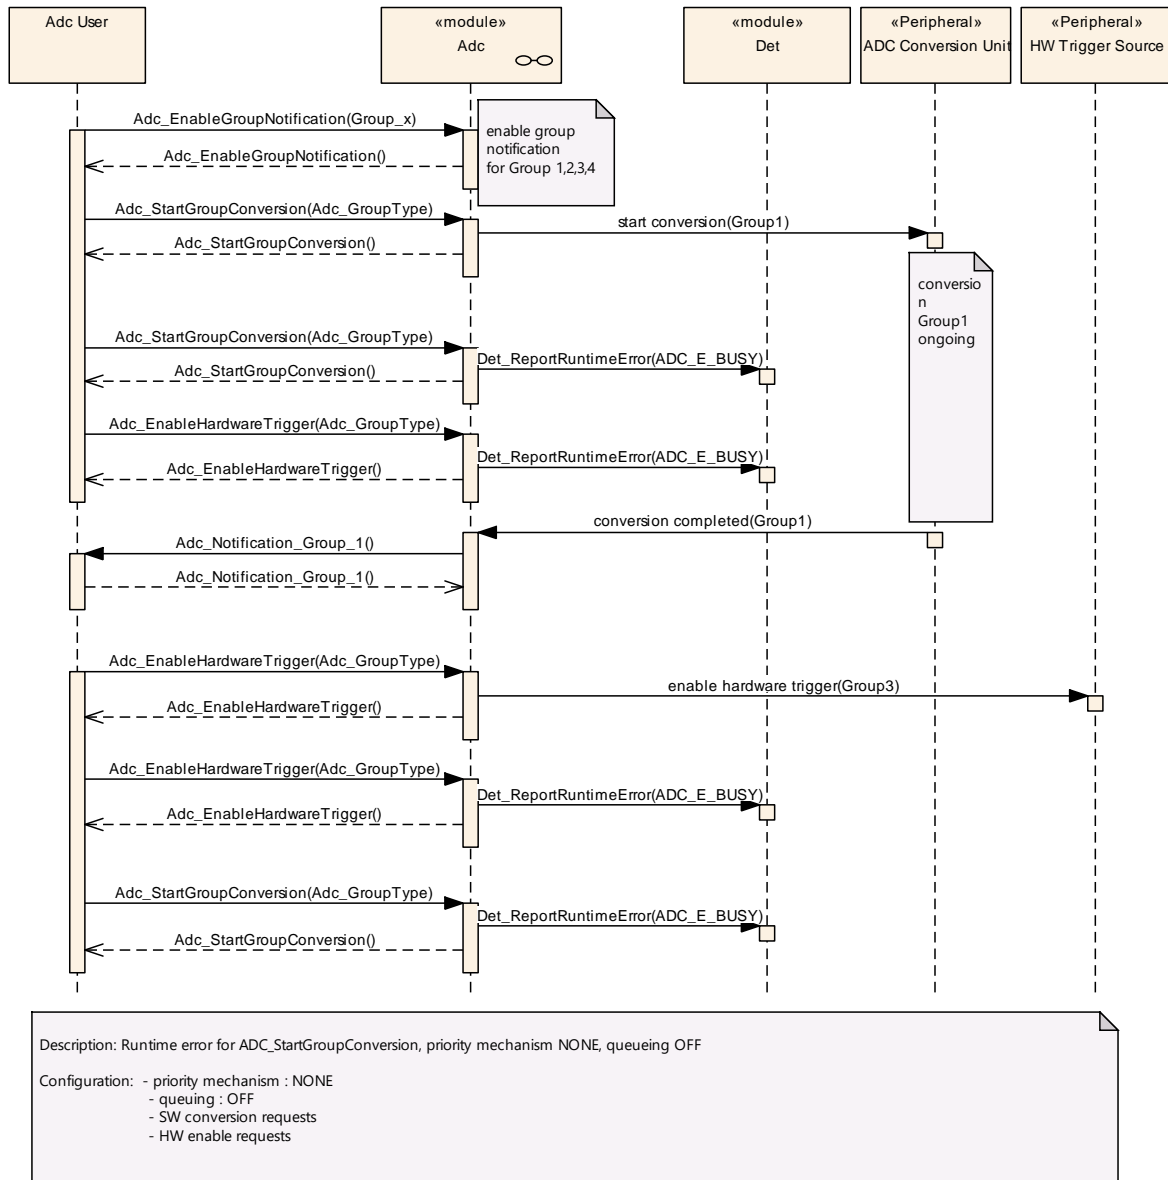 Adc User
«module»
Adc
«module»
Det
«Peripheral»
ADC Conversion Unit
«Peripheral»
HW Trigger Source
Adc_EnableGroupNotification(Group_x)
enable group
notification
for Group 1,2,3,4
Adc_EnableGroupNotification()
Adc_StartGroupConversion(Adc_GroupType)
start conversion(Group1)
Adc_StartGroupConversion()
conversio
n
Group1
ongoing
Adc_StartGroupConversion(Adc_GroupType)
Det_ReportRuntimeError(ADC_E_BUSY)
Adc_StartGroupConversion()
Adc_EnableHardwareTrigger(Adc_GroupType)
Det_ReportRuntimeError(ADC_E_BUSY)
Adc_EnableHardwareTrigger()
conversion completed(Group1)
Adc_Notification_Group_1()
Adc_Notification_Group_1()
Adc_EnableHardwareTrigger(Adc_GroupType)
enable hardware trigger(Group3)
Adc_EnableHardwareTrigger()
Adc_EnableHardwareTrigger(Adc_GroupType)
Det_ReportRuntimeError(ADC_E_BUSY)
Adc_EnableHardwareTrigger()
Adc_StartGroupConversion(Adc_GroupType)
Det_ReportRuntimeError(ADC_E_BUSY)
Adc_StartGroupConversion()
Description: Runtime error for ADC_StartGroupConversion, priority mechanism NONE, queueing OFF
Configuration: - priority mechanism : NONE
- queuing : OFF
- SW conversion requests
- HW enable requests